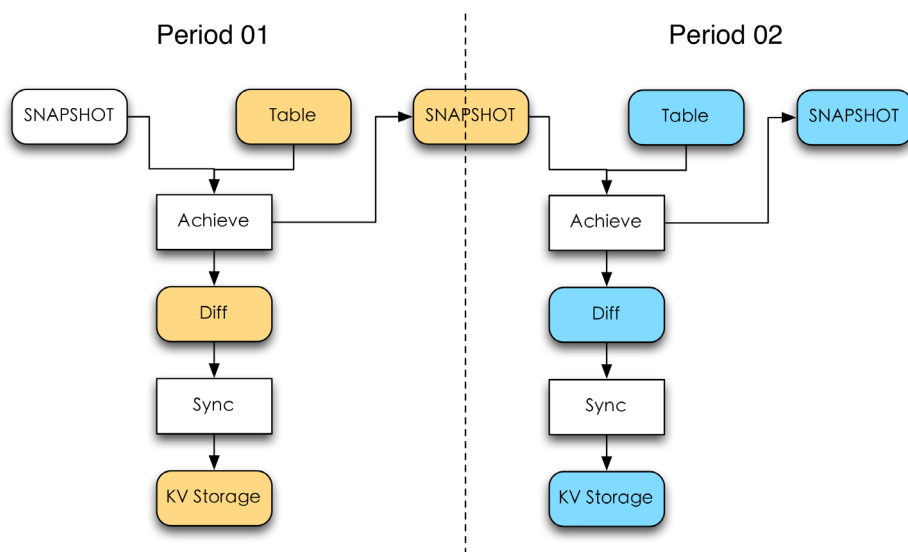 Period 01
Period 02
SNAPSHOT
Table
SNAPSHOT
Table
SNAPSHOT
Achieve
Achieve
Diff
Diff
Sync
Sync
KV Storage
KV Storage